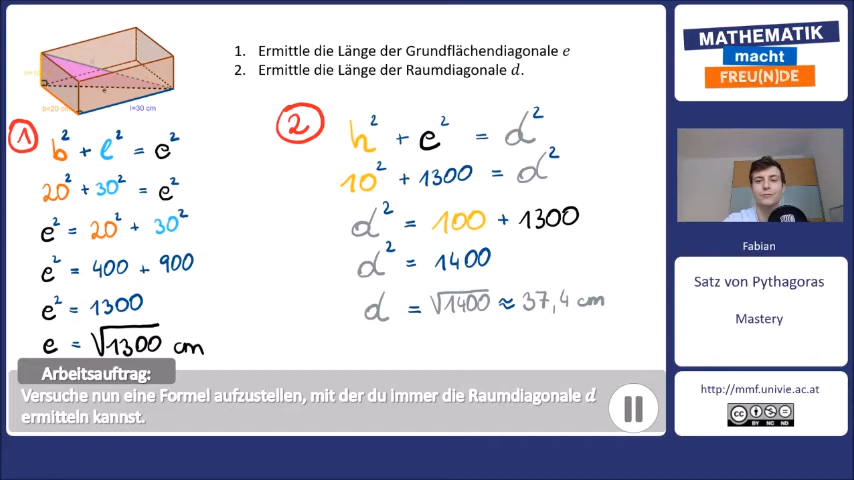 1. Ermittle die Länge der Grundflächendiagonale e
2. Ermittle die Länge der Raumdiagonale d.
b=20 cm
l=30 cm
e
1
b² + l² = e²
20² + 30² = e²
e² = 20² + 30²
e² = 400 + 900
e² = 1300
e = √1300 cm
2
h² + e² = d²
10² + 1300 = d²
d² = 100 + 1300
d² = 1400
d = √1400 ≈ 37,4 cm
Arbeitsauftrag:
Versuche nun eine Formel aufzustellen, mit der du immer die Raumdiagonale d
ermitteln kannst.
MATHEMATIK
macht
FREU(N)DE
Fabian
Satz von Pythagoras
Mastery
http://mmf.univie.ac.at
CC
BY NC ND